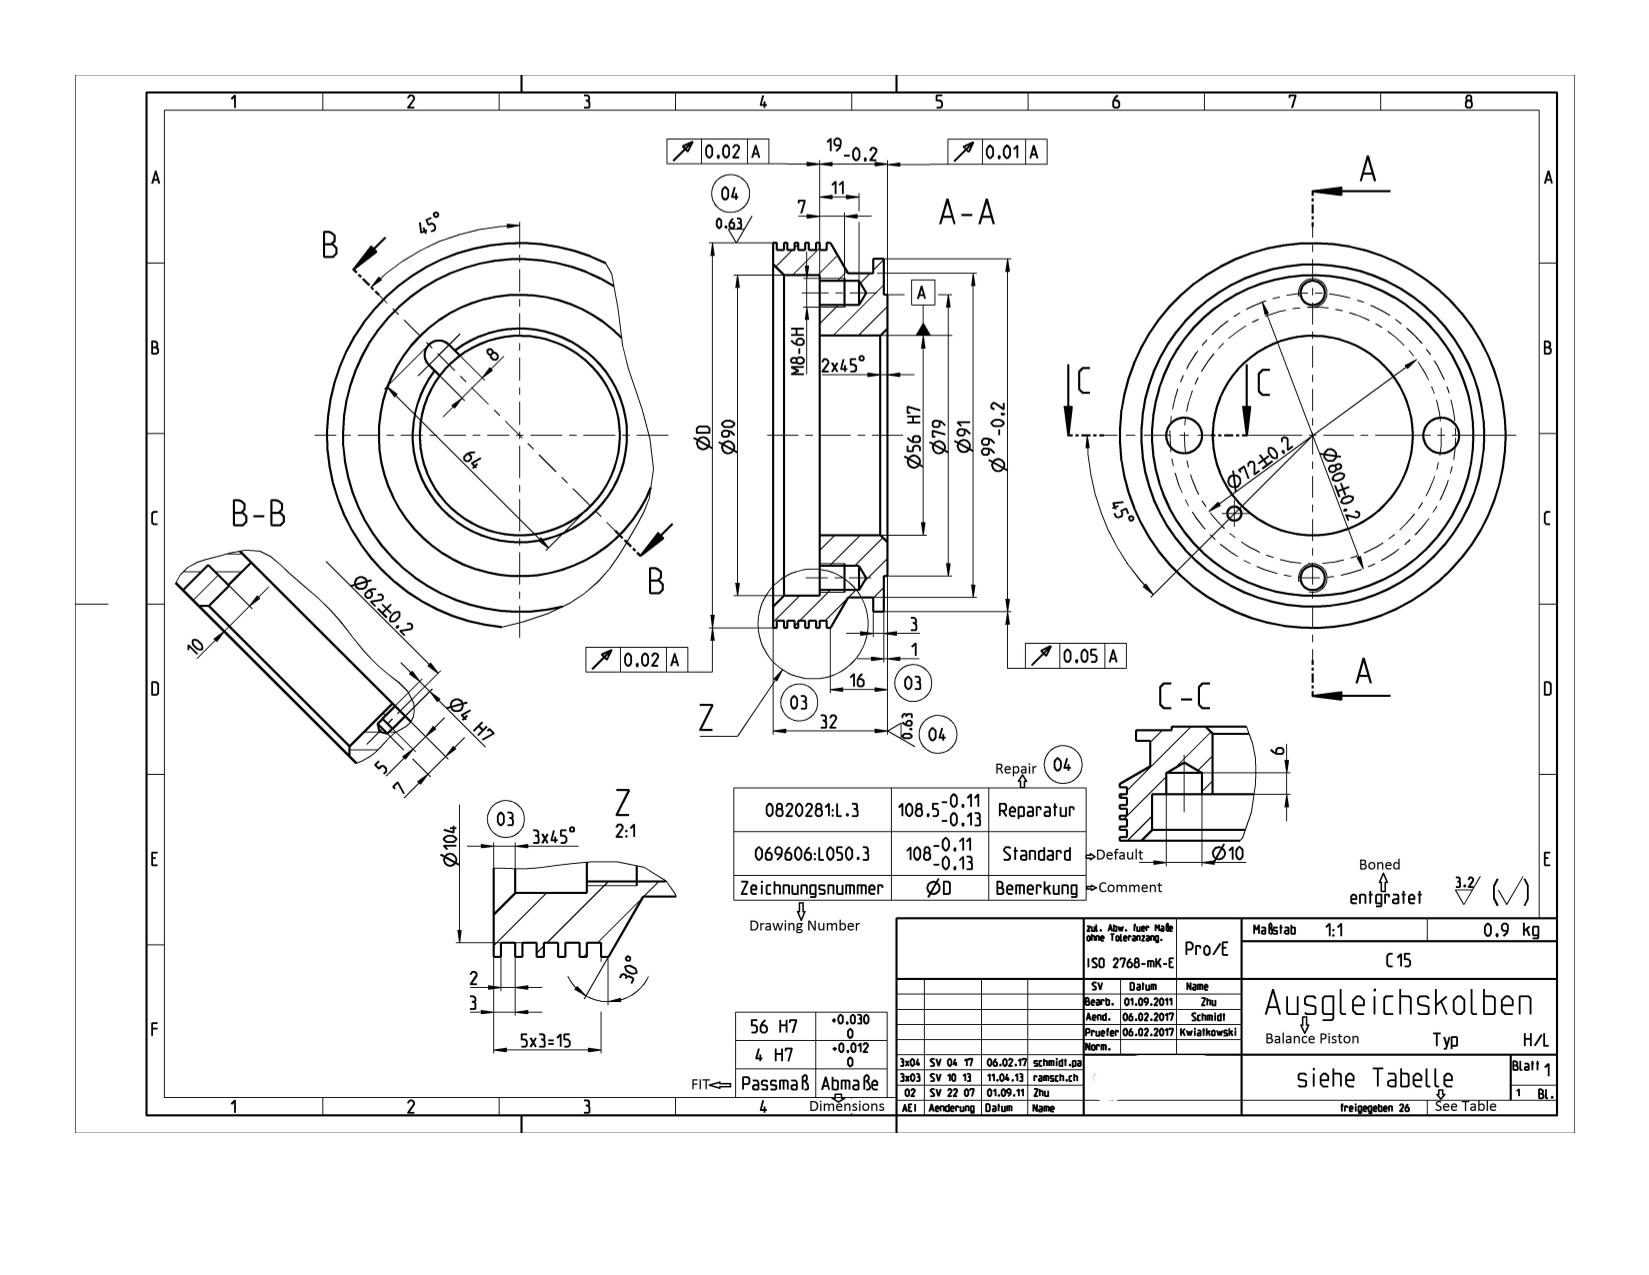 1 2 3 4 5 6 7 8
A
B
C
D
E
F
A
B
C
D
E
B
45°
8
64
B
B-B
10
Ø62±0.2
Ø4 H7
5
7
0.02 A
19 -0.2
0.01 A
04
0.63
11
7
A-A
A
M8-6H
2x45°
ØD
Ø90
Ø56 H7
Ø79
Ø91
Ø99 -0.2
0.02 A
3
1
0.05 A
16
03
03
32
0.63
04
Z
A
C
C
Ø72±0.2
Ø80±0.2
45°
A
C-C
6
Ø10
03
Z
2:1
3x45°
Ø104
2
3
30°
5x3=15
Repair
04
0820281:L.3 108.5 -0.11 -0.13 Reparatur
069606:L050.3 108 -0.11 -0.13 Standard
Default
Zeichnungsnummer ØD Bemerkung
Comment
Drawing Number
Boned
entgratet
3.2
56 H7 +0.030 0
4 H7 +0.012 0
FIT
Passmaß Abmaße
Dimensions
zul. Abw. fuer Maße
ohne Toleranzang.
ISO 2768-mK-E
Pro/E
Maßstab 1:1 0.9 kg
C15
SV Datum Name
Bearb. 01.09.2011 Zhu
Aend. 06.02.2017 Schmidt
Pruefer 06.02.2017 Kwiatkowski
Norm.
Ausgleichskolben
Balance Piston
Typ H/L
3x04 SV 04 17 06.02.17 schmidt.pa
3x03 SV 10 13 11.04.13 ramsch.ch
02 SV 22 07 01.09.11 Zhu
AEI Aenderung Datum Name
siehe Tabelle
Blatt 1
1 Bl.
freigegeben 26
See Table
1 2 3 4